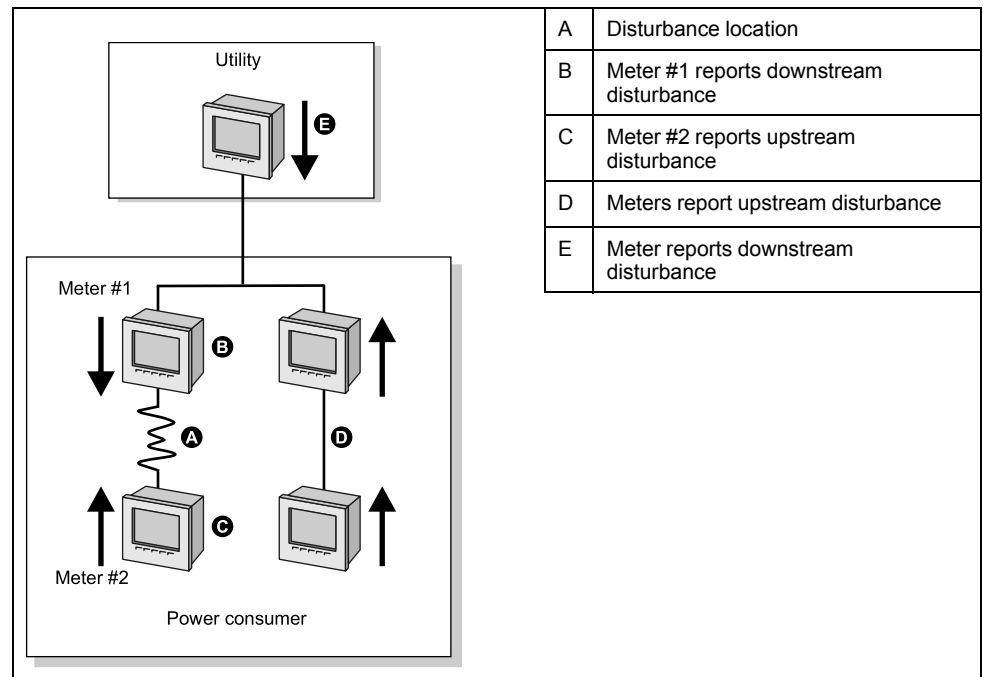 Utility
E
Meter #1
B
A
D
C
Meter #2
Power consumer
A Disturbance location
B Meter #1 reports downstream
disturbance
C Meter #2 reports upstream
disturbance
D Meters report upstream disturbance
E Meter reports downstream
disturbance